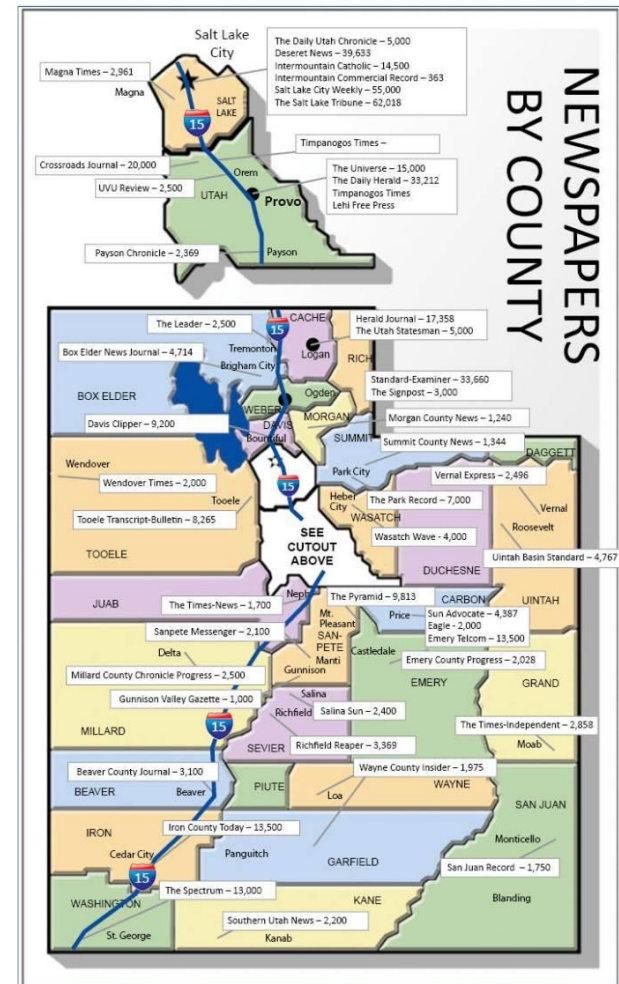 NEWSPAPERS
BY COUNTY
Salt Lake
City
The Daily Utah Chronicle – 5,000
Deseret News – 39,633
Intermountain Catholic – 14,500
Intermountain Commercial Record – 363
Salt Lake City Weekly – 55,000
The Salt Lake Tribune – 62,018
Magna Times – 2,961
Magna
SALT
LAKE
15
Timpanogos Times –
Crossroads Journal – 20,000
Orem
UVU Review – 2,500
UTAH
Provo
The Universe – 15,000
The Daily Herald – 33,212
Timpanogos Times
Lehi Free Press
Payson Chronicle – 2,369
Payson
The Leader – 2,500
15
CACHE
Herald Journal – 17,358
The Utah Statesman – 5,000
Tremonton
Logan
RICH
Box Elder News Journal – 4,714
Brigham City
BOX ELDER
Ogden
Standard-Examiner – 33,660
The Signpost – 3,000
WEBER
MORGAN
Morgan County News – 1,240
Davis Clipper – 9,200
DAVIS
Bountiful
SUMMIT
Summit County News – 1,344
DAGGETT
Wendover
Wendover Times – 2,000
Park City
Vernal Express – 2,496
Vernal
15
Heber
City
The Park Record – 7,000
Roosevelt
Tooele
Tooele Transcript-Bulletin – 8,265
WASATCH
Wasatch Wave - 4,000
Uintah Basin Standard – 4,767
SEE
CUTOUT
ABOVE
TOOELE
DUCHESNE
UINTAH
JUAB
The Times-News – 1,700
Neph
The Pyramid – 9,813
CARBON
Price
Sun Advocate – 4,387
Eagle - 2,000
Emery Telcom – 13,500
Mt.
Pleasant
SAN-
PETE
Manti
Sanpete Messenger – 2,100
Delta
Castledale
Emery County Progress – 2,028
Millard County Chronicle Progress – 2,500
Gunnison
EMERY
GRAND
Gunnison Valley Gazette – 1,000
Salina
Salina Sun – 2,400
15
Richfield
The Times-Independent – 2,858
MILLARD
Richfield Reaper – 3,369
SEVIER
Moab
Beaver County Journal – 3,100
Wayne County Insider – 1,975
BEAVER
Beaver
PIUTE
Loa
WAYNE
SAN JUAN
IRON
Iron County Today – 13,500
Cedar City
Panguitch
GARFIELD
Monticello
San Juan Record – 1,750
15
The Spectrum – 13,000
WASHINGTON
KANE
Blanding
Southern Utah News – 2,200
St. George
Kanab